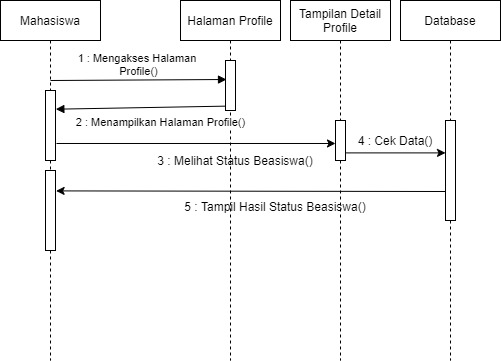 Mahasiswa
Halaman Profile
Tampilan Detail
Profile
Database
1 : Mengakses Halaman
Profile()
2 : Menampilkan Halaman Profile()
4 : Cek Data()
3 : Melihat Status Beasiswa()
5 : Tampil Hasil Status Beasiswa()